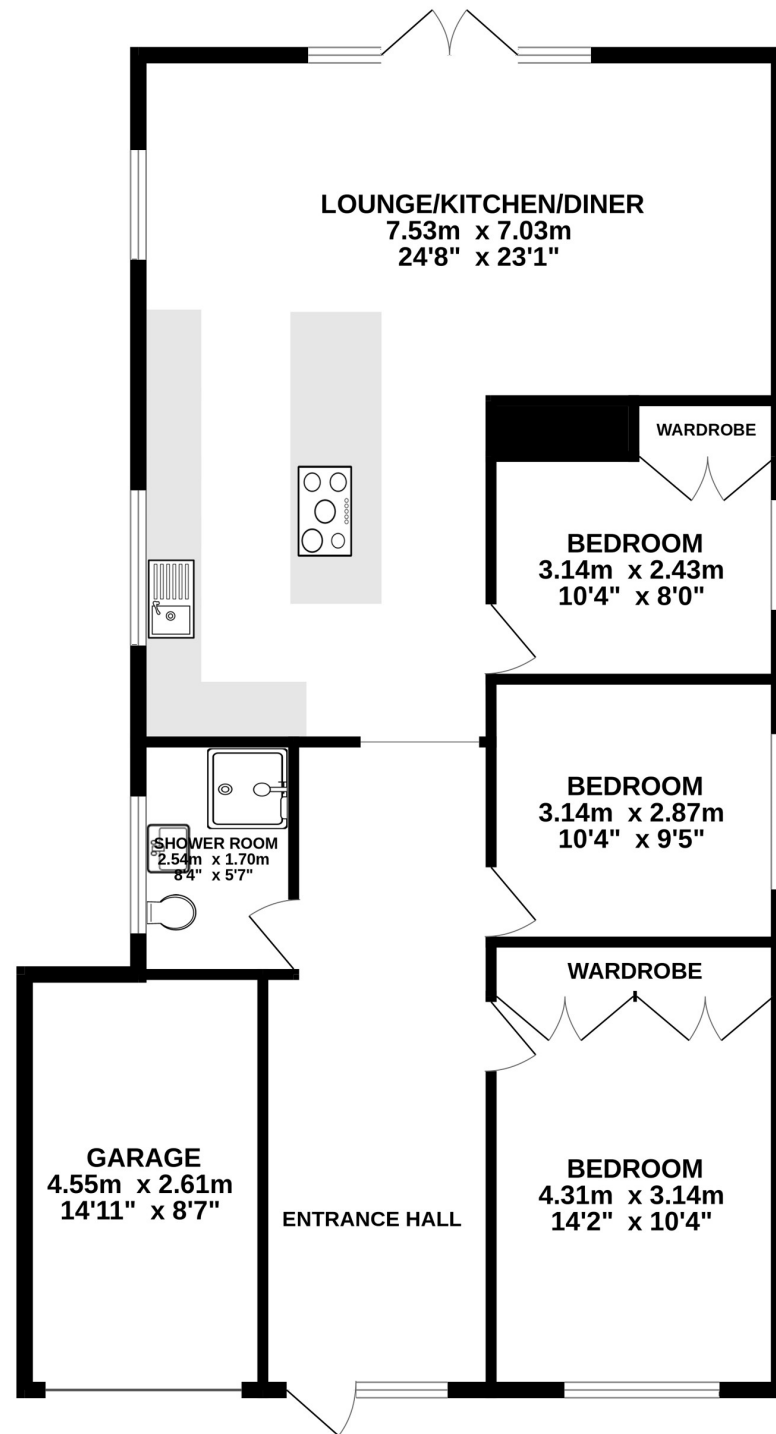 LOUNGE/KITCHEN/DINER
7.53m x 7.03m
24'8" x 23'1"
WARDROBE
BEDROOM
3.14m x 2.43m
10'4" x 8'0"
BEDROOM
3.14m x 2.87m
10'4" x 9'5"
SHOWER ROOM
2.54m x 1.70m
8'4" x 5'7"
WARDROBE
GARAGE
4.55m x 2.61m
14'11" x 8'7"
ENTRANCE HALL
BEDROOM
4.31m x 3.14m
14'2" x 10'4"